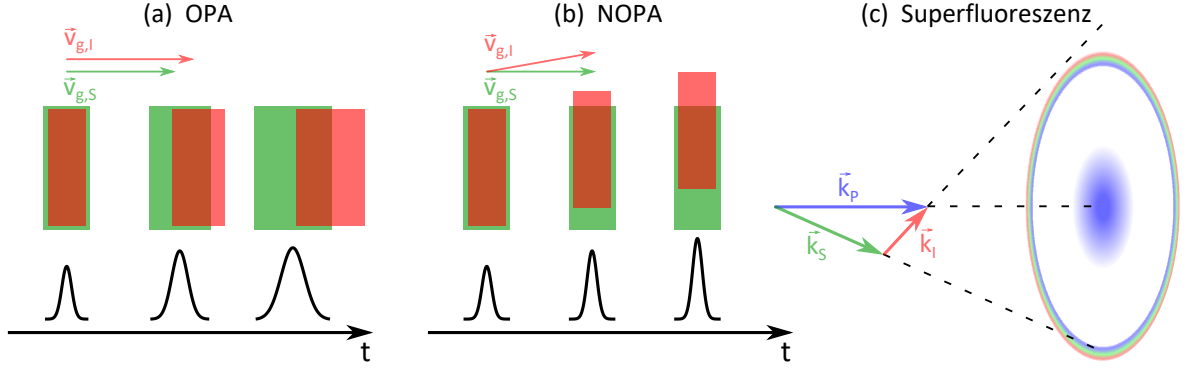 (a) OPA
(b) NOPA
(c) Superfluoreszenz
v⃗g,I
v⃗g,S
v⃗g,I
v⃗g,S
k⃗P
k⃗S
k⃗I
t
t